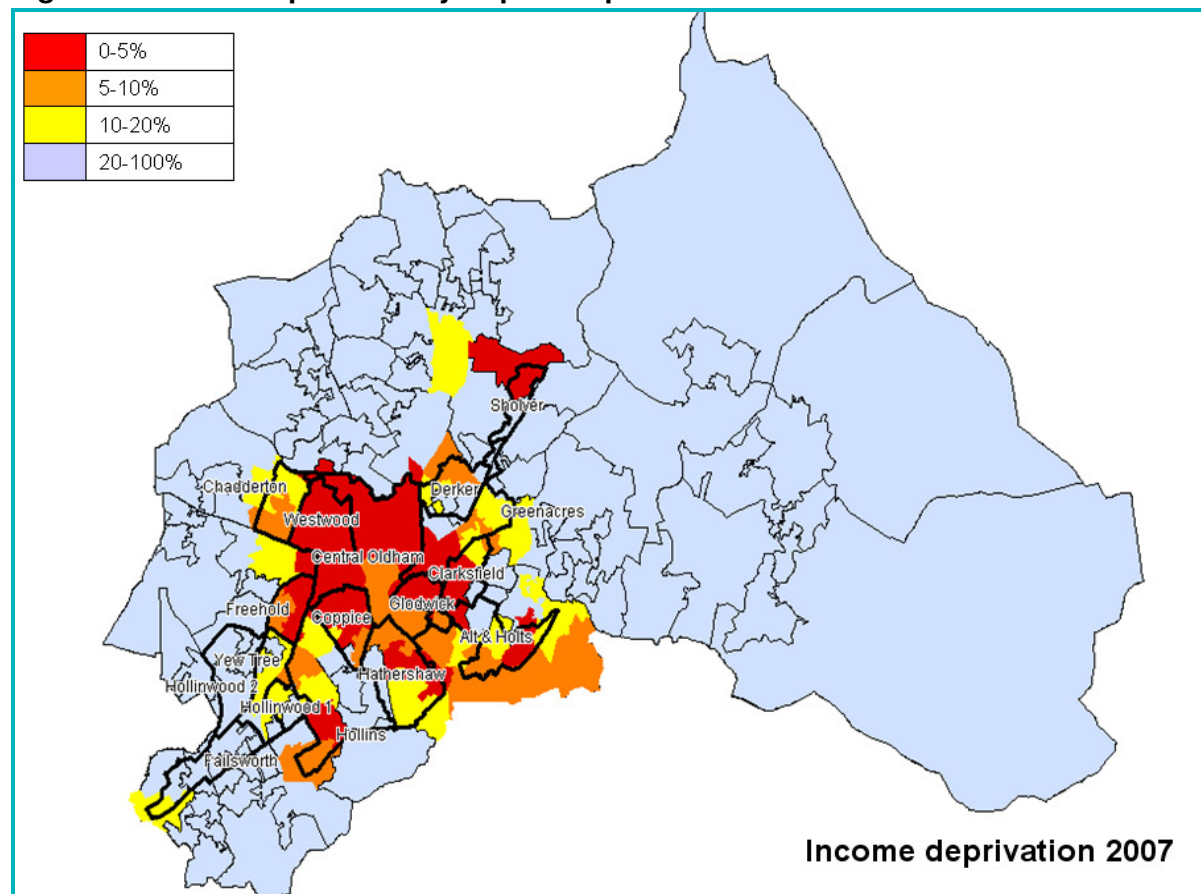 0-5%
5-10%
10-20%
20-100%
Sholver
Chadderton
Derker
Westwood
Greenacres
Central Oldham
Clarksfield
Freehold
Coppice
Glodwick
Alt & Holts
Yew Tree
Hathershaw
Hollinwood 2
Hollinwood 1
Hollins
Failsworth
Income deprivation 2007